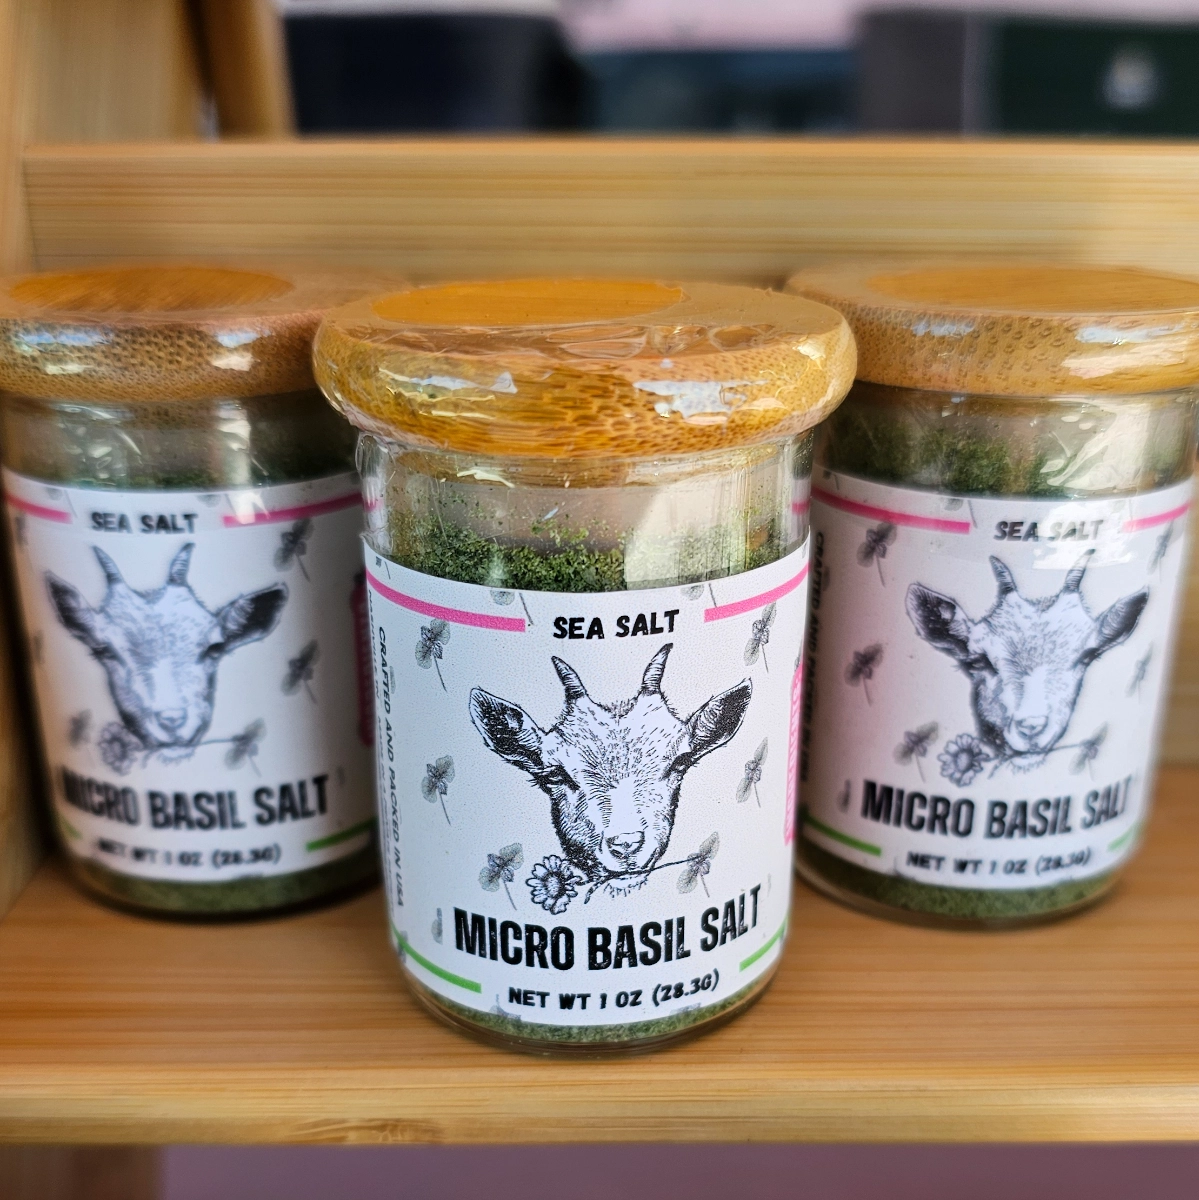 SEA SALT
MICRO BASIL SALT
NET WT 1 OZ (28.3G)
SEA SALT
CRAFTED AND PACKED IN USA
MICRO BASIL SALT
NET WT 1 OZ (28.3G)
SEA SALT
CRAFTED AND
MICRO BASIL SALT
NET WT 1 OZ (28.3G)